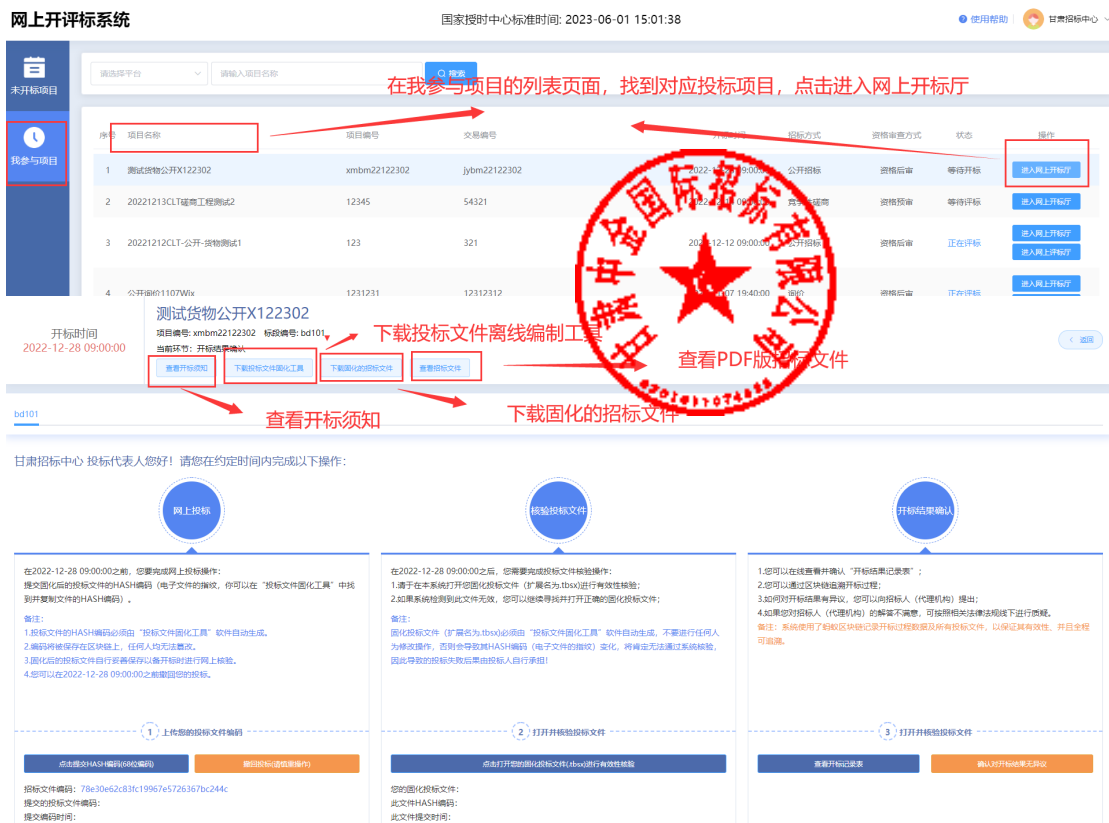 网上开评标系统
国家授时中心标准时间: 2023-06-01 15:01:38
使用帮助
甘肃招标中心
未开标项目
我参与项目
请选择平台
请输入项目名称
搜索
在我参与项目的列表页面，找到对应投标项目，点击进入网上开标厅
序号 项目名称 项目编号 交易编号 开标时间 招标方式 资格审查方式 状态 操作
1 测试货物公开X122302 xmbm22122302 jybm22122302 公开招标 资格后审 等待开标 进入网上开标厅
2 20221213CLT磋商工程测试2 12345 54321 资格预审 等待评标 进入网上开标厅
3 20221212CLT-公开-货物测试1 123 321 2022-12-12 09:00:00 公开招标 资格后审 正在评标 进入网上开标厅
进入网上评标厅
4 公开询价1107Wix 1231231 12312312 07 19:40:00 询价 资格后审 正在评标 进入网上开标厅
开标时间
2022-12-28 09:00:00
测试货物公开X122302
项目编号: xmbm22122302 标段编号: bd101
当前环节: 开标结果确认
查看开标须知
下载投标文件固化工具
下载固化的招标文件
查看招标文件
返回
下载投标文件离线编制工具
查看PDF版招标文件
查看开标须知
下载固化的招标文件
bd101
甘肃招标中心 投标代表人您好！请您在约定时间内完成以下操作:
网上投标
在2022-12-28 09:00:00之前，您要完成网上投标操作:
提交固化后的投标文件的HASH编码（电子文件的指纹，你可以在“投标文件固化工具”中找
到并复制文件的HASH编码）。
备注:
1.投标文件的HASH编码必须由“投标文件固化工具”软件自动生成。
2.编码将被保存在区块链上，任何人均无法篡改。
3.固化后的投标文件自行妥善保存以备开标时进行网上核验。
4.您可以在2022-12-28 09:00:00之前撤回您的投标。
1 上传您的投标文件编码
点击提交HASH编码(68位编码)
撤回投标(请慎重操作)
招标文件编码: 78e30e62c83fc19967e5726367bc244c
提交的投标文件编码:
提交编码时间:
核验投标文件
在2022-12-28 09:00:00之后，您需要完成投标文件核验操作:
1.请于在本系统打开您固化投标文件（扩展名为.tbsx)进行有效性核验；
2.如果系统检测到此文件无效，您可以继续寻找并打开正确的固化投标文件；
备注:
固化投标文件（扩展名为.tbsx)必须由“投标文件固化工具”软件自动生成，不要进行任何人
为修改操作，否则会导致其HASH编码（电子文件的指纹）变化，将肯定无法通过系统核验，
因此导致的投标失败后果由投标人自行承担！
2 打开并核验投标文件
点击打开您的固化投标文件(.tbsx)进行有效性核验
您的固化投标文件:
此文件HASH编码:
此文件提交时间:
开标结果确认
1.您可以在线查看并确认“开标结果记录表”；
2.您可以通过区块链追溯开标过程；
3.如何对开标结果有异议，您可以向招标人（代理机构）提出；
4.如果您对招标人（代理机构）的解答不满意，可按照相关法律法规线下进行质疑。
备注：系统使用了蚂蚁区块链记录开标过程数据及所有投标文件，以保证其有效性，并且全程
可追溯。
3 打开并核验投标文件
查看开标记录表
确认对开标结果无异议
甘肃中金国际招标有限公司